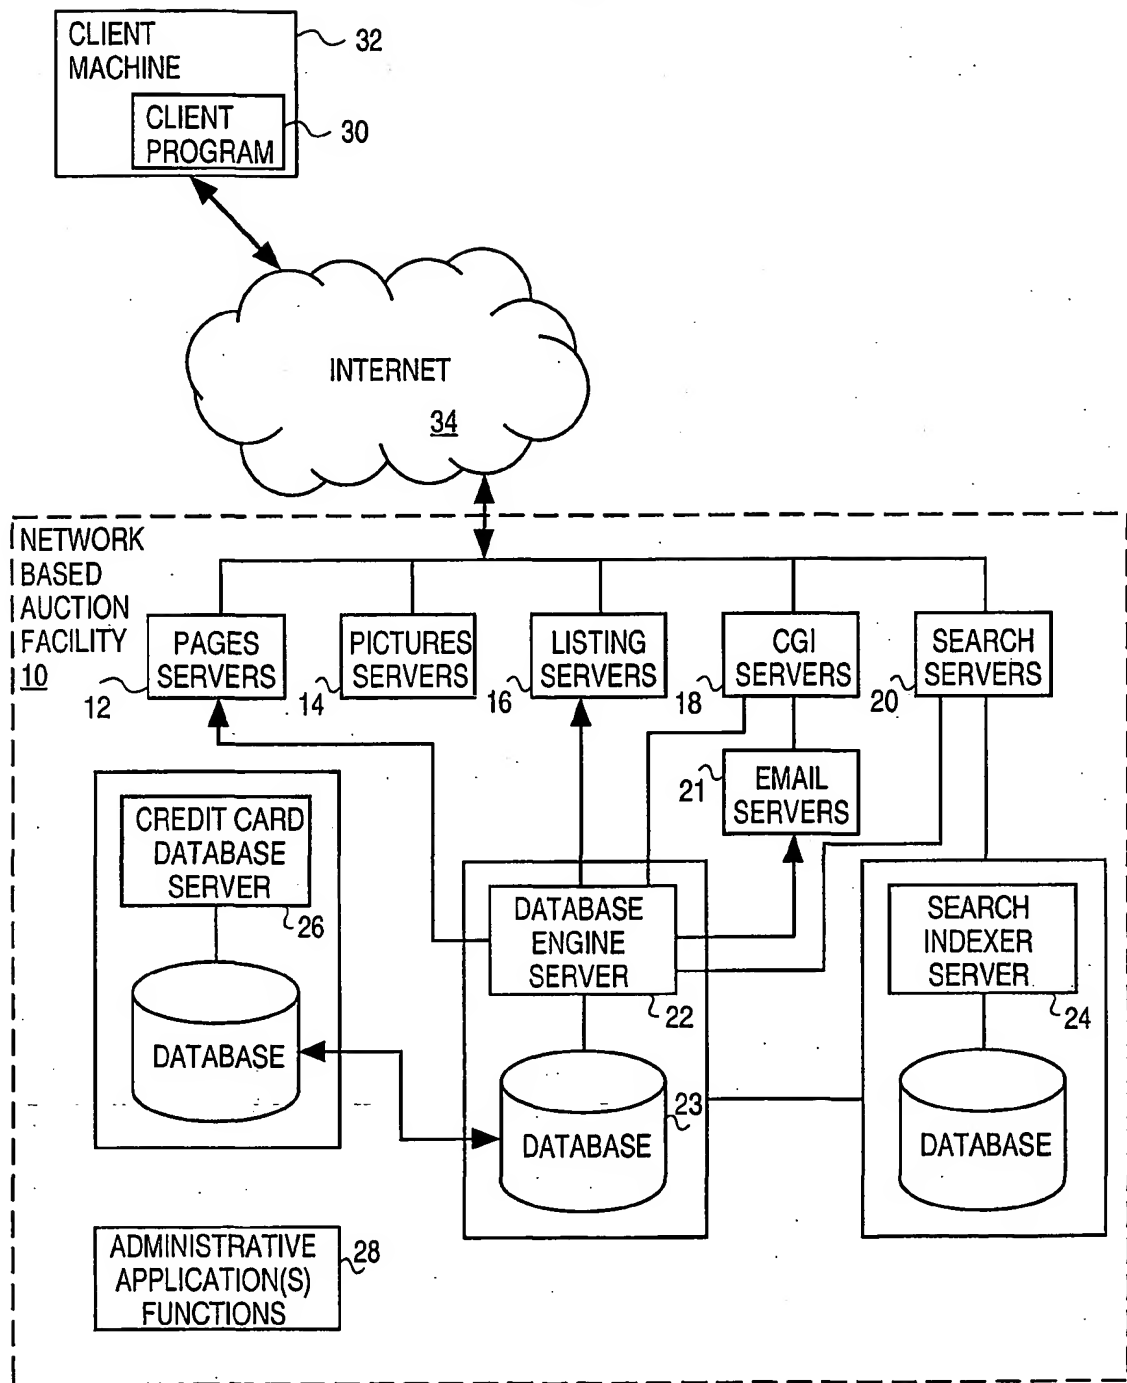 CLIENT
MACHINE
32
CLIENT
PROGRAM
30
INTERNET
34
NETWORK
BASED
AUCTION
FACILITY
10
PAGES
SERVERS
12
PICTURES
SERVERS
14
LISTING
SERVERS
16
CGI
SERVERS
18
SEARCH
SERVERS
20
21
EMAIL
SERVERS
CREDIT CARD
DATABASE
SERVER
26
DATABASE
DATABASE
ENGINE
SERVER
22
DATABASE
23
SEARCH
INDEXER
SERVER
24
DATABASE
ADMINISTRATIVE
APPLICATION(S)
FUNCTIONS
28